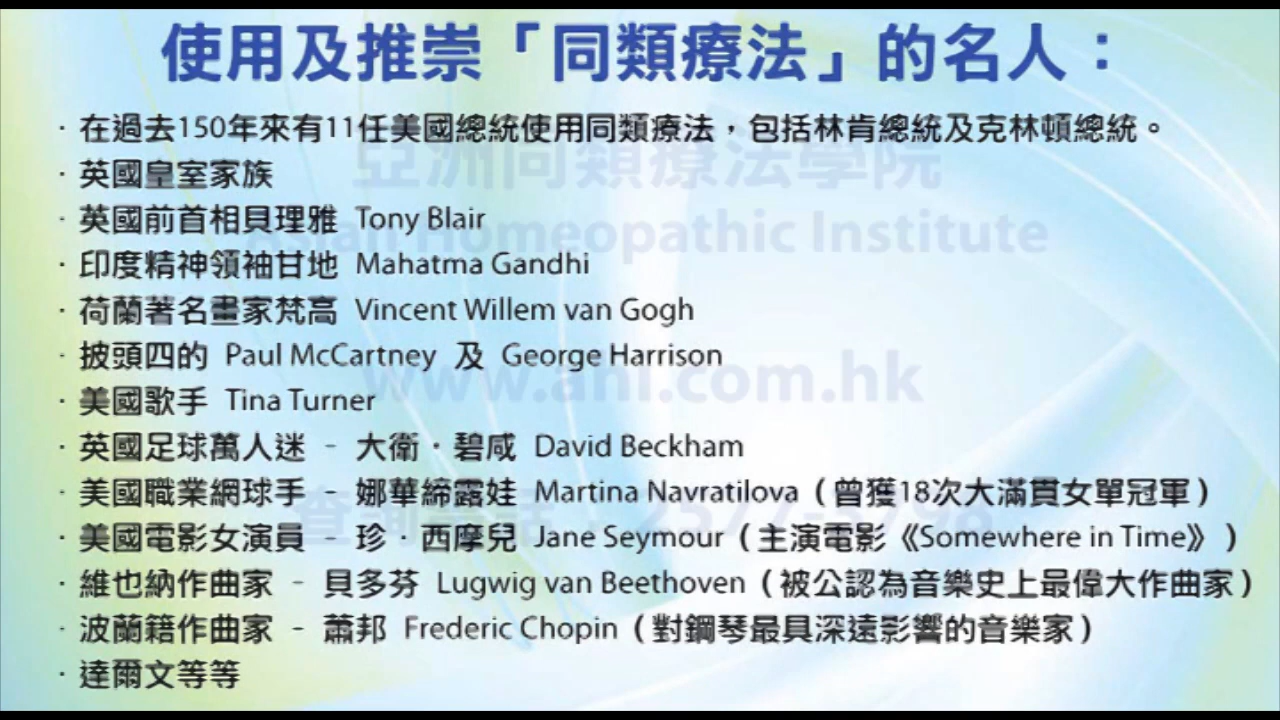 使用及推崇「同類療法」的名人：
· 在過去150年來有11任美國總統使用同類療法，包括林肯總統及克林頓總統。
· 英國皇室家族
· 英國前首相貝理雅 Tony Blair
· 印度精神領袖甘地 Mahatma Gandhi
· 荷蘭著名畫家梵高 Vincent Willem van Gogh
· 披頭四的 Paul McCartney 及 George Harrison
· 美國歌手 Tina Turner
· 英國足球萬人迷 - 大衛·碧咸 David Beckham
· 美國職業網球手 - 娜華締露娃 Martina Navratilova（曾獲18次大滿貫女單冠軍）
· 美國電影女演員 - 珍·西摩兒 Jane Seymour（主演電影《Somewhere in Time》）
· 維也納作曲家 - 貝多芬 Lugwig van Beethoven（被公認為音樂史上最偉大作曲家）
· 波蘭籍作曲家 - 蕭邦 Frederic Chopin（對鋼琴最具深遠影響的音樂家）
· 達爾文等等
亞洲同類療法學院
Asian Homeopathic Institute
www.ahi.com.hk